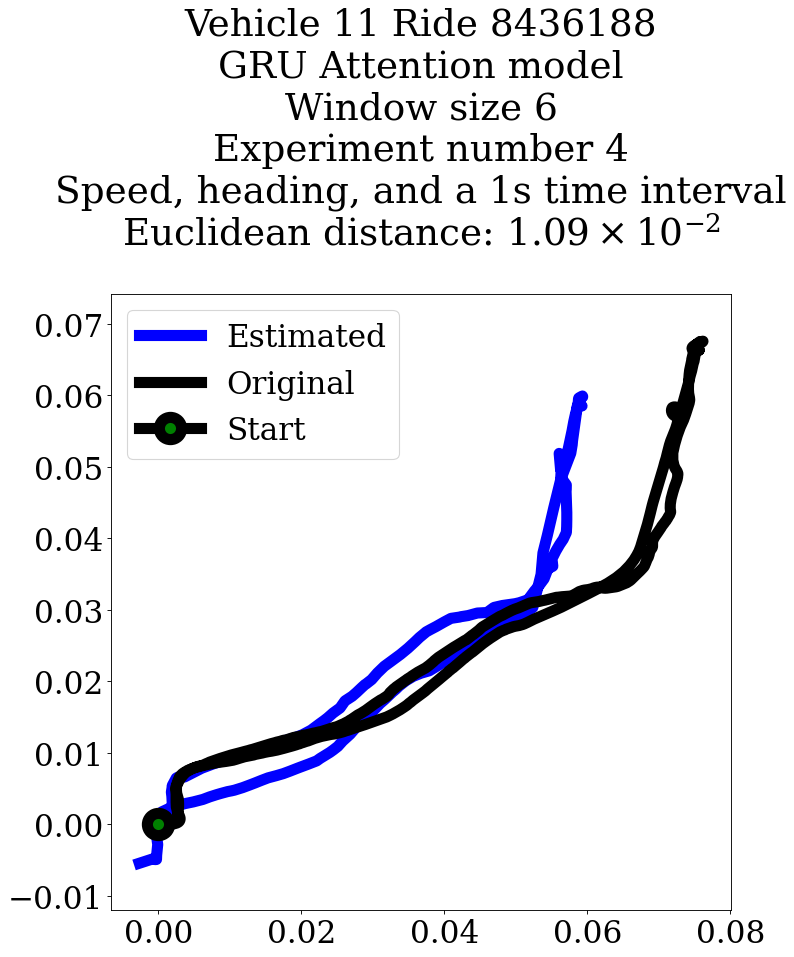 Vehicle 11 Ride 8436188
GRU Attention model
Window size 6
Experiment number 4
Speed, heading, and a 1s time interval
Euclidean distance: 1.09 × 10⁻²
Estimated
Original
Start
0.07
0.06
0.05
0.04
0.03
0.02
0.01
0.00
−0.01
0.00 0.02 0.04 0.06 0.08